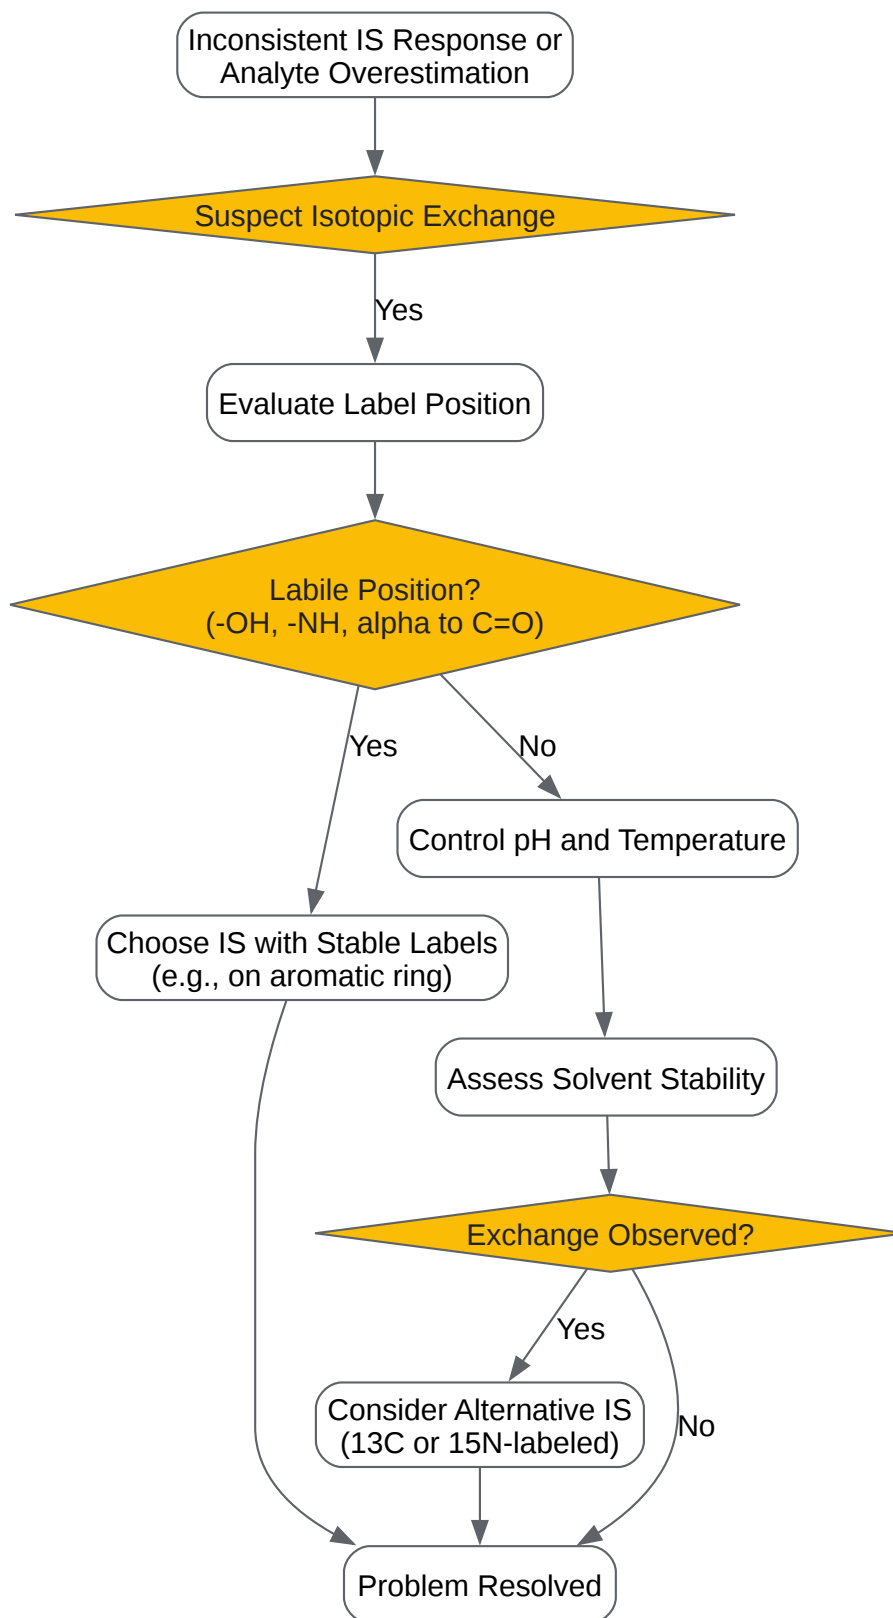 Inconsistent IS Response or
Analyte Overestimation
Suspect Isotopic Exchange
Yes
Evaluate Label Position
Labile Position?
(-OH, -NH, alpha to C=O)
Yes
No
Control pH and Temperature
Choose IS with Stable Labels
(e.g., on aromatic ring)
Assess Solvent Stability
Exchange Observed?
Yes
Consider Alternative IS
(13C or 15N-labeled)
No
Problem Resolved